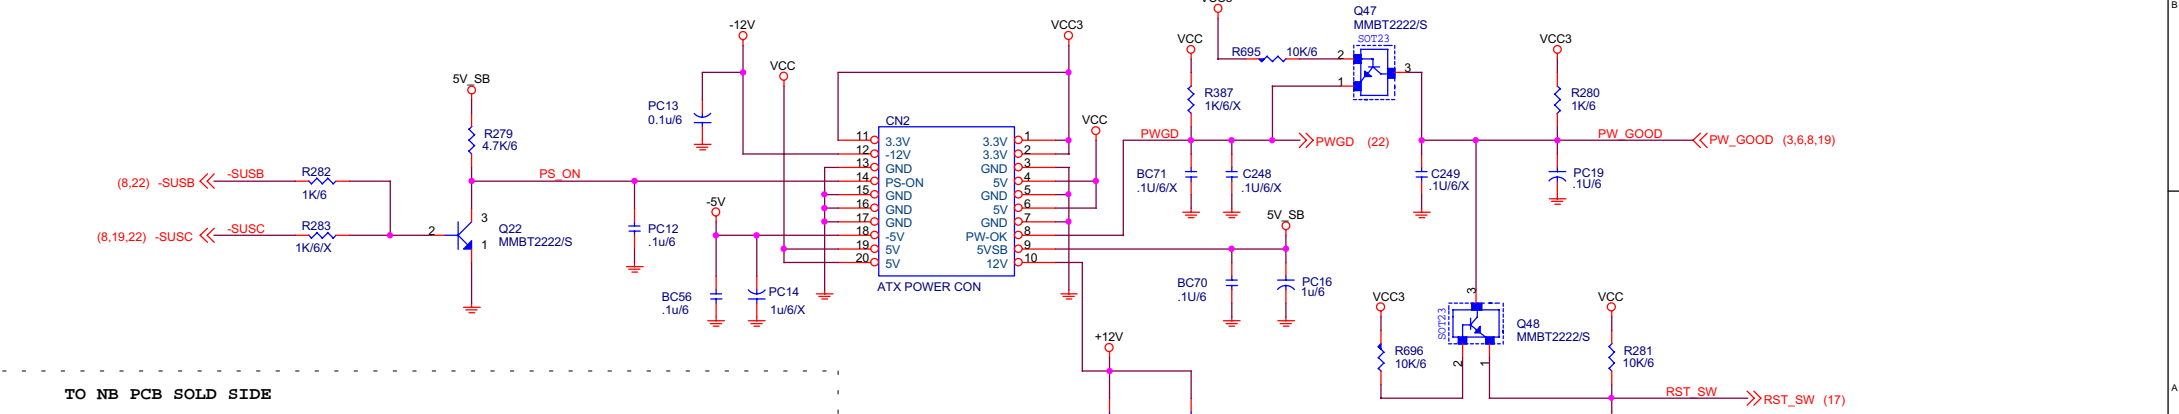 B
A
5V_SB
R279
4.7K/6
(8,22) -SUSB
-SUSB
R282
1K/6
(8,19,22) -SUSC
-SUSC
R283
1K/6/X
2
3
1
Q22
MMBT2222/S
PS_ON
PC12
.1u/6
-12V
PC13
0.1u/6
VCC
-5V
BC56
.1u/6
PC14
1u/6/X
CN2
11 3.3V
12 -12V
13 GND
14 PS-ON
15 GND
16 GND
17 GND
18 -5V
19 5V
20 5V
3.3V 1
3.3V 2
GND 3
5V 4
GND 5
5V 6
GND 7
PW-OK 8
5VSB 9
12V 10
ATX POWER CON
VCC3
VCC
+12V
PWGD
VCC
R387
1K/6/X
BC71
.1U/6/X
C248
.1U/6/X
PWGD (22)
R695
10K/6
Q47
MMBT2222/S
SOT23
2
1
3
5V_SB
BC70
.1U/6
PC16
1u/6
VCC3
R280
1K/6
PW_GOOD
PW_GOOD (3,6,8,19)
C249
.1U/6/X
PC19
.1U/6
VCC3
R696
10K/6
SOT23
3
2
1
Q48
MMBT2222/S
VCC
R281
10K/6
RST_SW
RST_SW (17)
TO NB PCB SOLD SIDE